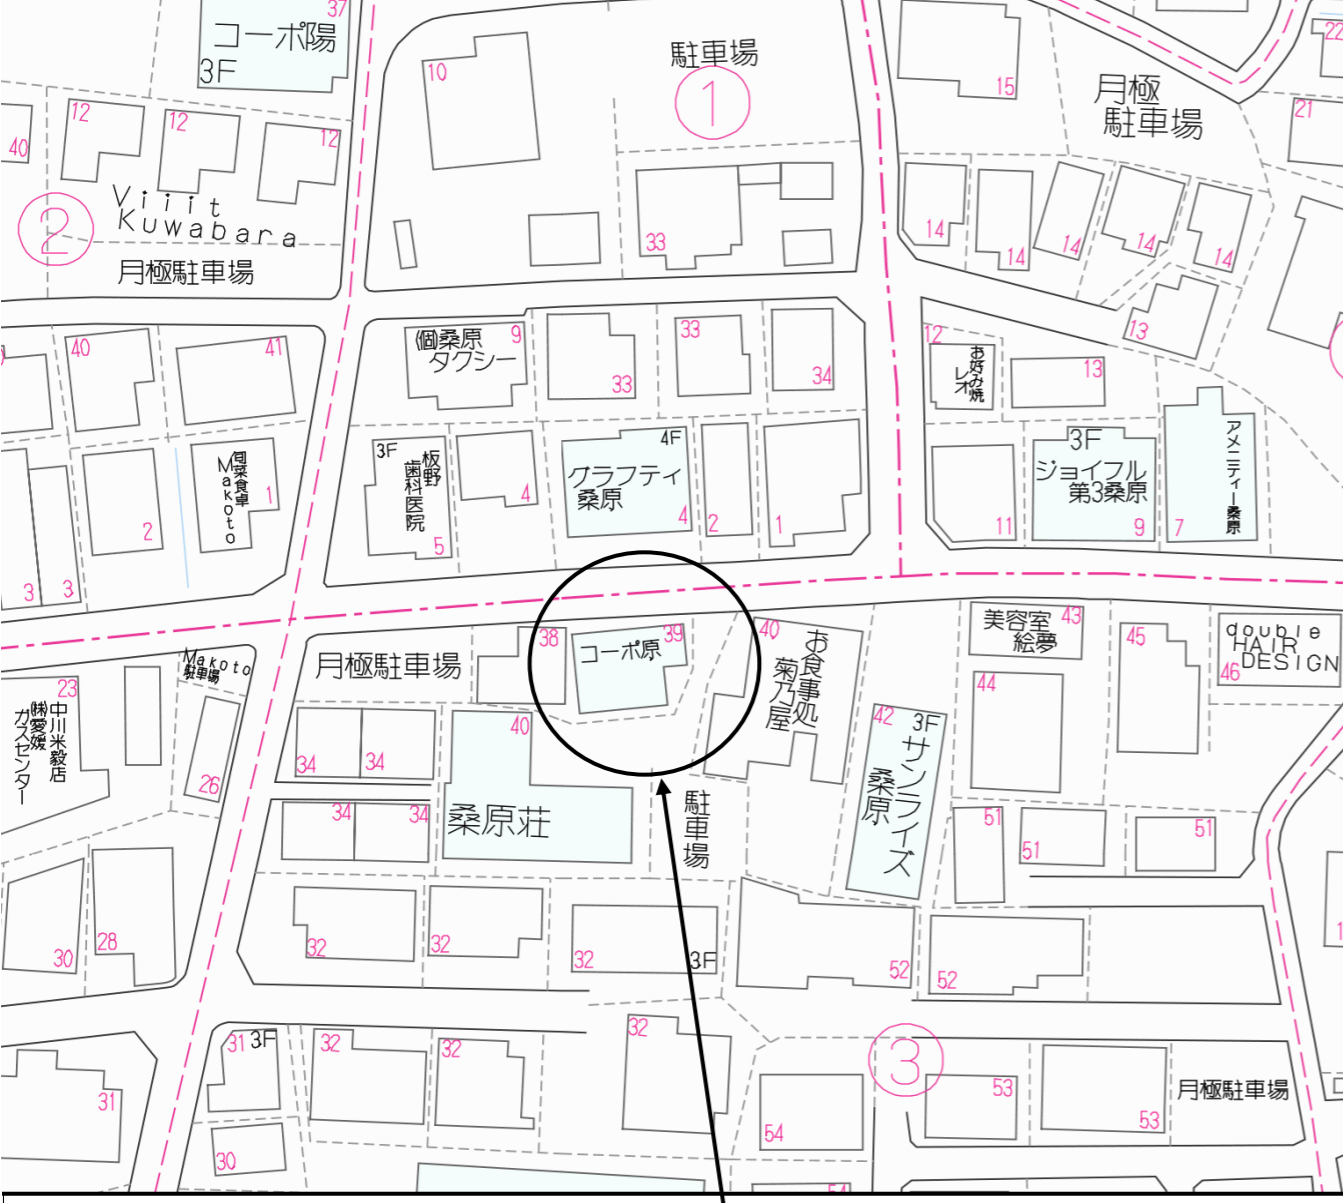 37
コーポ陽
3F
10
駐車場
①
15
月極
駐車場
22
21
12
12
12
40
Viiit
Kuwabara
②
月極駐車場
33
14
14
14
14
14
13
40
41
㈲桑原
タクシー
9
33
33
34
12
お好み焼
レオ
13
3F
板野
歯科医院
5
4
4F
グラフティ
桑原
4
2
1
11
3F
ジョイフル
第3桑原
9
アメニティー桑原
7
旬菜食卓
Makoto
1
2
3
3
38
39
コーポ原
月極駐車場
40
お食事処
菊乃屋
美容室
絵夢
43
45
double
HAIR
DESIGN
46
Makoto
駐車場
23
中川米穀店
㈱愛媛
ガスセンター
26
34
34
40
桑原荘
34
34
駐車場
42
3F
サンライズ
桑原
44
51
51
51
30
28
32
32
32
3F
52
52
31
3F
31
32
32
32
③
53
53
月極駐車場
54
30
54
1